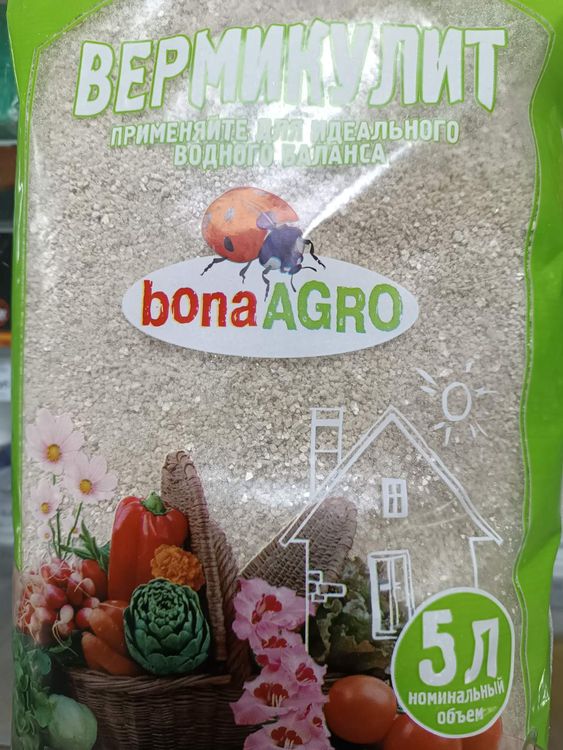 ВЕРМИКУЛИТ
ПРИМЕНЯЙТЕ ДЛЯ ИДЕАЛЬНОГО
ВОДНОГО БАЛАНСА
bonaAGRO
5 Л
номинальный
объем